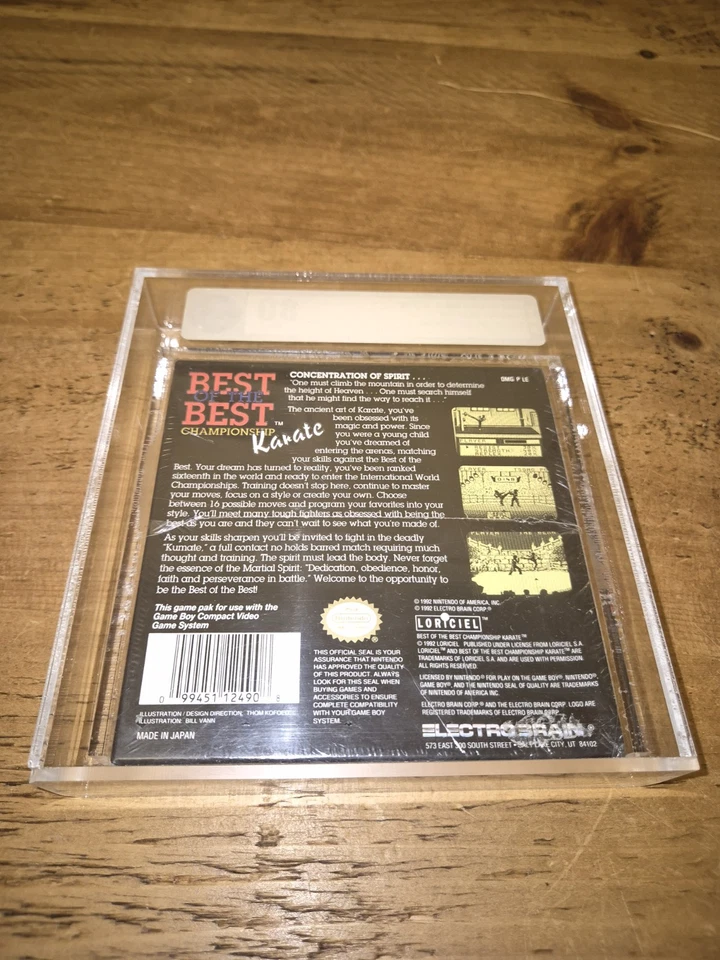 BEST
OF THE
BEST
CHAMPIONSHIP™
Karate
CONCENTRATION OF SPIRIT . . .
"One must climb the mountain in order to determine
the height of Heaven . . . One must search himself
that he might find the way to reach it . . ."
DMG P LE
The ancient art of Karate, you've
been obsessed with its
magic and power. Since
you were a young child
you've dreamed of
entering the arenas, matching
your skills against the Best of the
Best. Your dream has turned to reality, you've been ranked
sixteenth in the world and ready to enter the International World
Championships. Training doesn't stop here, continue to master
your moves, focus on a style or create your own. Choose
between 16 possible moves and program your favorites into your
style. You'll meet many tough fighters as obsessed with being the
best as you are and they can't wait to see what you're made of.
As your skills sharpen you'll be invited to fight in the deadly
"Kumate," a full contact no holds barred match requiring much
thought and training. The spirit must lead the body. Never forget
the essence of the Martial Spirit: "Dedication, obedience, honor,
faith and perseverance in battle." Welcome to the opportunity to
be the Best of the Best!
This game pak for use with the
Game Boy Compact Video
Game System
0 99451 12490 8
ILLUSTRATION / DESIGN DIRECTION,
ILLUSTRATION: BILL VANN
MADE IN JAPAN
THIS OFFICIAL SEAL IS YOUR
ASSURANCE THAT NINTENDO
HAS APPROVED THE QUALITY
OF THIS PRODUCT. ALWAYS
LOOK FOR THIS SEAL WHEN
BUYING GAMES AND
ACCESSORIES TO ENSURE
COMPLETE COMPATIBILITY
WITH YOUR GAME BOY
SYSTEM.
© 1992 NINTENDO OF AMERICA, INC.
© 1992 ELECTRO BRAIN CORP.®
LORICIEL
BEST OF THE BEST CHAMPIONSHIP KARATE™
© 1992 LORICIEL. PUBLISHED UNDER LICENSE FROM LORICIEL S.A.
LORICIEL™ AND BEST OF THE BEST CHAMPIONSHIP KARATE™ ARE
TRADEMARKS OF LORICIEL S.A. AND ARE USED WITH PERMISSION.
ALL RIGHTS RESERVED.
LICENSED BY NINTENDO® FOR PLAY ON THE GAME BOY®. NINTENDO®,
GAME BOY®, AND THE NINTENDO SEAL OF QUALITY ARE TRADEMARKS
OF NINTENDO OF AMERICA INC.
ELECTRO BRAIN CORP.® AND THE ELECTRO BRAIN CORP. LOGO ARE
REGISTERED TRADEMARKS OF ELECTRO BRAIN CORP.
ELECTRO BRAIN
573 EAST 300 SOUTH STREET • SALT LAKE CITY, UT 84102